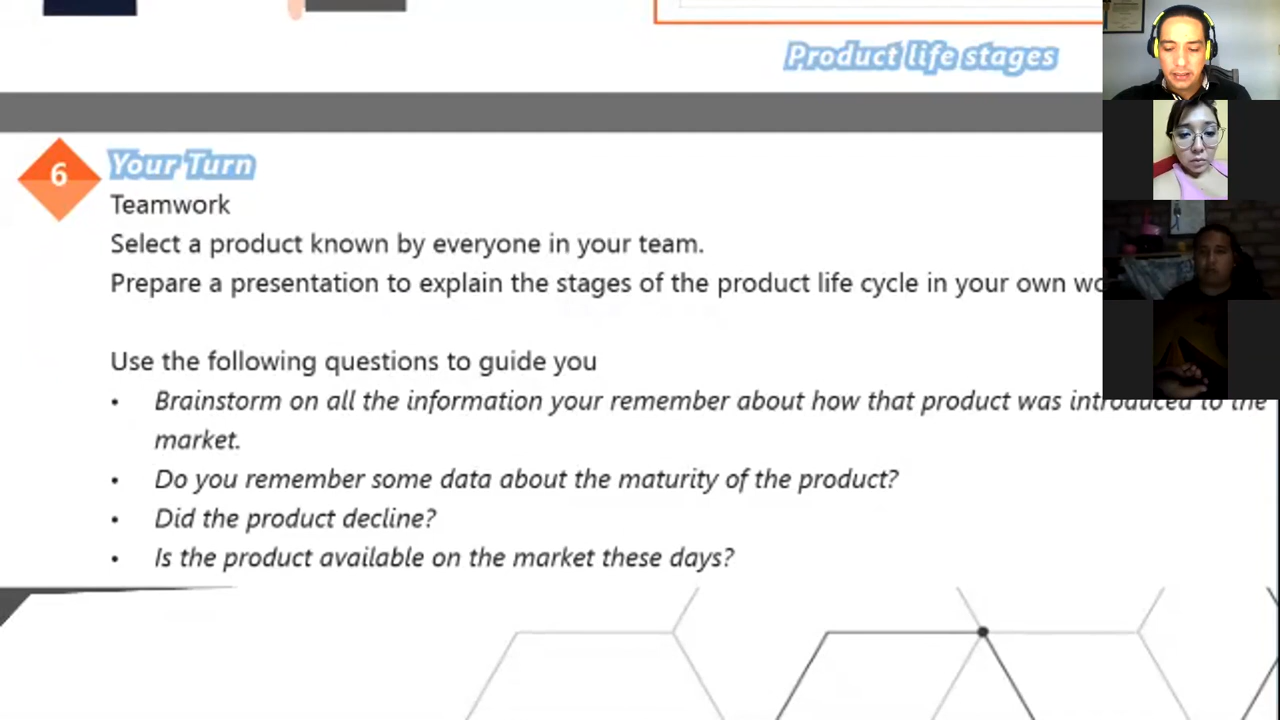 Product life stages
6
Your Turn
Teamwork
Select a product known by everyone in your team.
Prepare a presentation to explain the stages of the product life cycle in your own
Use the following questions to guide you
• Brainstorm on all the information your remember about how that product was introduced to the
market.
• Do you remember some data about the maturity of the product?
• Did the product decline?
• Is the product available on the market these days?